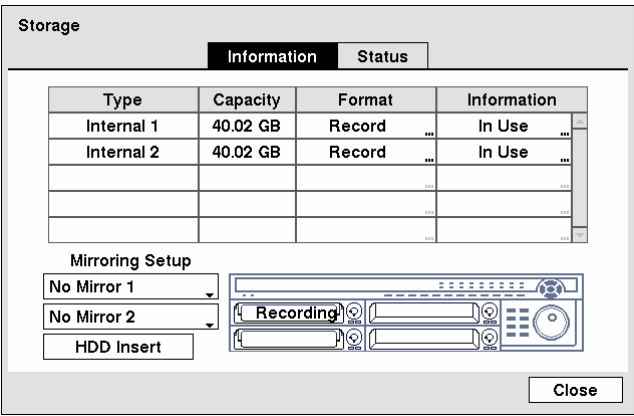 Storage
Information Status
Type Capacity Format Information
Internal 1 40.02 GB Record ... In Use ...
Internal 2 40.02 GB Record ... In Use ...
... ...
... ...
... ...
Mirroring Setup
No Mirror 1
No Mirror 2
Recording
HDD Insert
Close